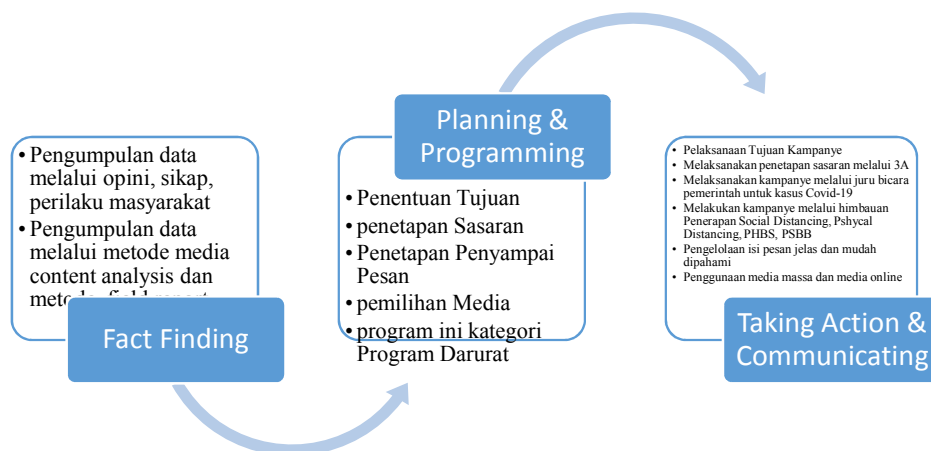 • Pengumpulan data
melalui opini, sikap,
perilaku masyarakat
• Pengumpulan data
melalui metode media
content analysis dan
Fact Finding
Planning &
Programming
• Penentuan Tujuan
• penetapan Sasaran
• Penetapan Penyampai
Pesan
• pemilihan Media
• program ini kategori
Program Darurat
• Pelaksanaan Tujuan Kampanye
• Melaksanakan penetapan sasaran melalui 3A
• Melaksanakan kampanye melalui juru bicara
pemerintah untuk kasus Covid-19
• Melakukan kampanye melalui himbauan
Penerapan Social Distancing, Pshycal
Distancing, PHBS, PSBB
• Pengelolaan isi pesan jelas dan mudah
dipahami
• Penggunaan media massa dan media online
Taking Action &
Communicating